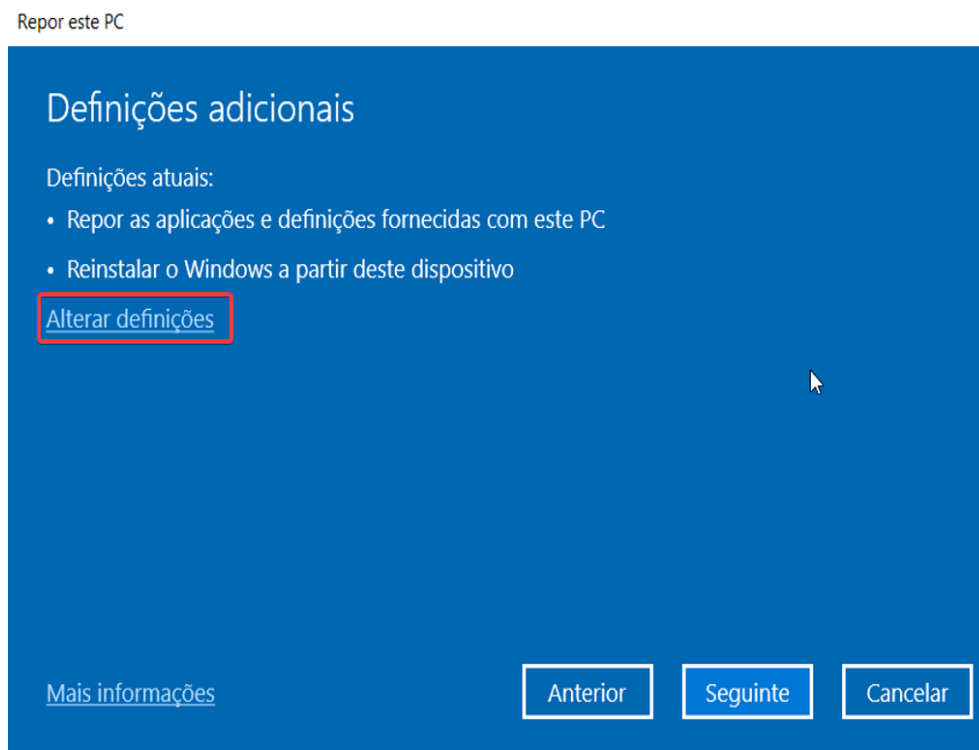 Repor este PC
Definições adicionais
Definições atuais:
• Repor as aplicações e definições fornecidas com este PC
• Reinstalar o Windows a partir deste dispositivo
Alterar definições
Mais informações
Anterior
Seguinte
Cancelar